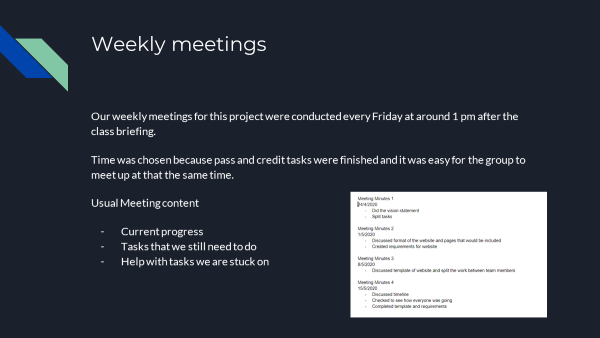 Weekly meetings
Our weekly meetings for this project were conducted every Friday at around 1 pm after the
class briefing.
Time was chosen because pass and credit tasks were finished and it was easy for the group to
meet up at that the same time.
Usual Meeting content
- Current progress
- Tasks that we still need to do
- Help with tasks we are stuck on
Meeting Minutes 1
24/4/2020
- Did the vision statement
- Split tasks
Meeting Minutes 2
1/5/2020
- Discussed format of the website and pages that would be included
- Created requirements for website
Meeting Minutes 3
8/5/2020
- Discussed template of website and split the work between team members
Meeting Minutes 4
15/5/2020
- Discussed timeline
- Checked to see how everyone was going
- Completed template and requirements